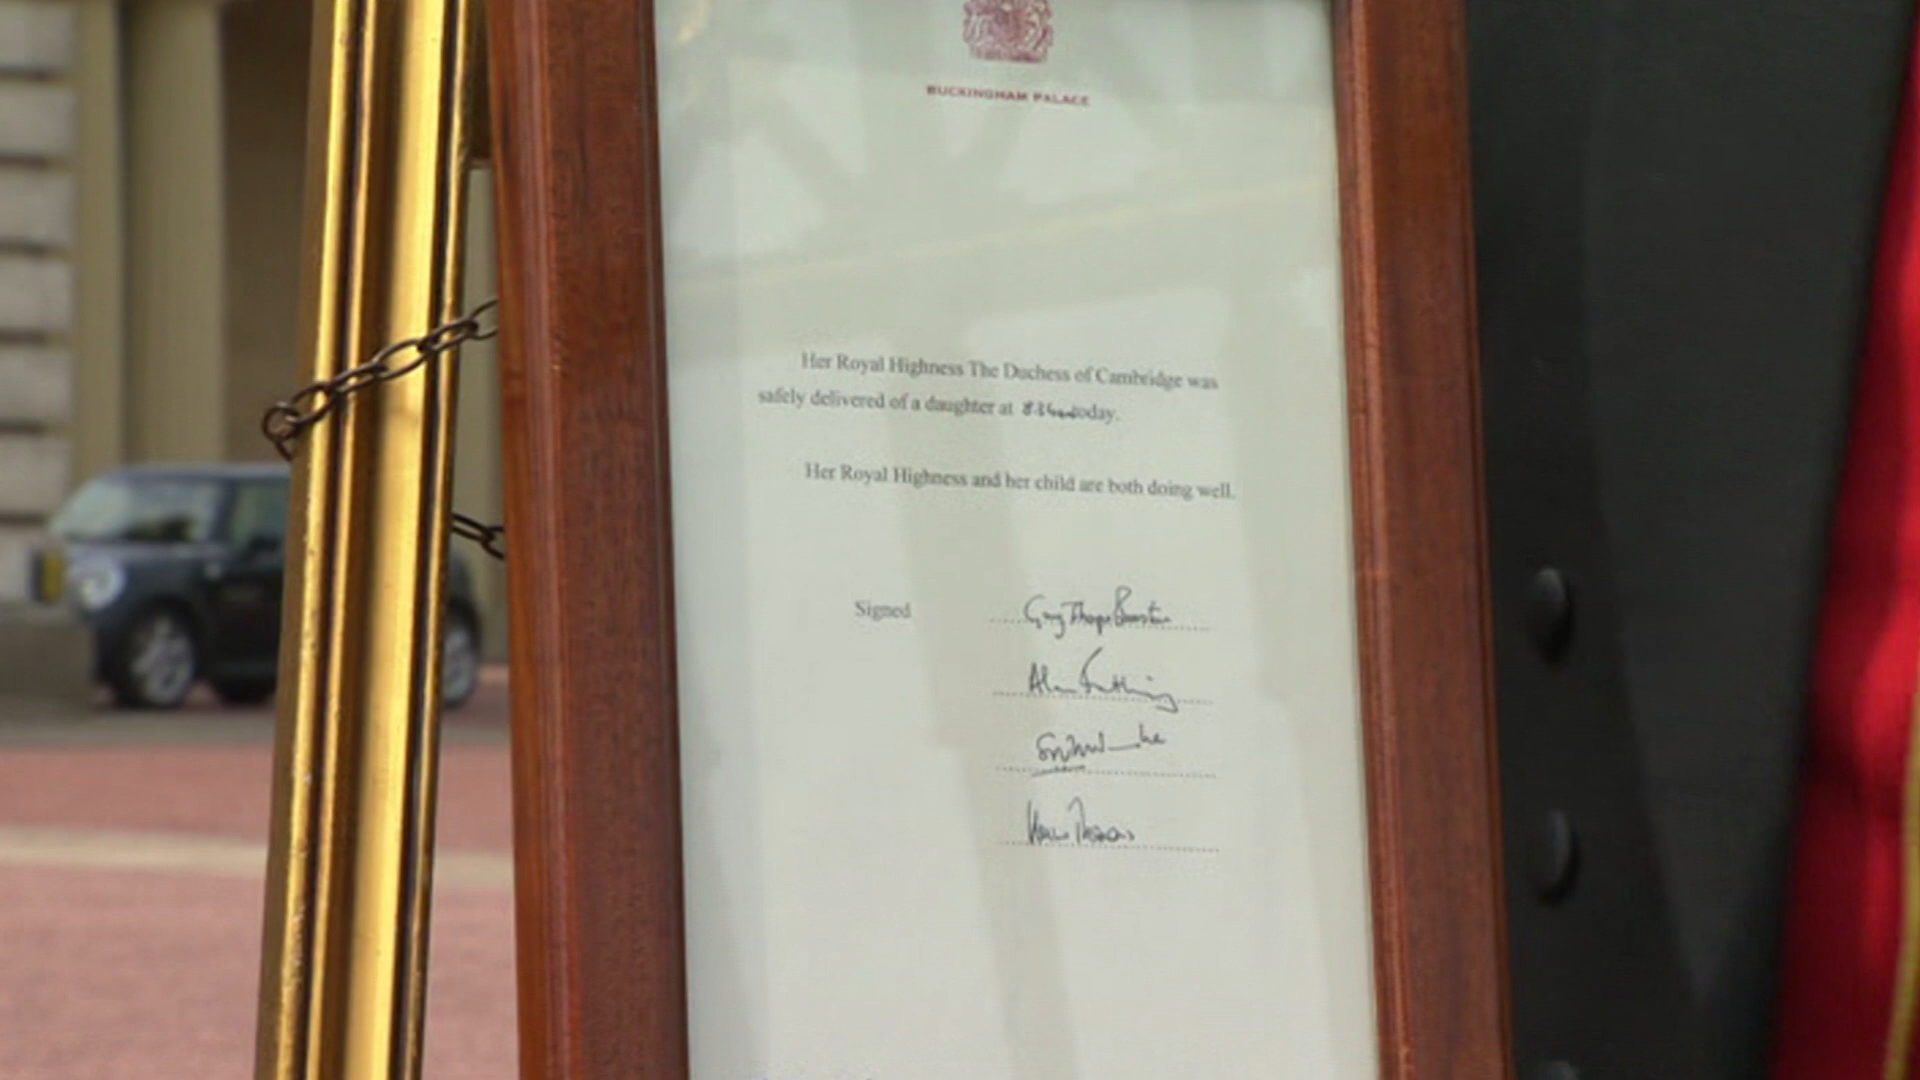 BUCKINGHAM PALACE
Her Royal Highness The Duchess of Cambridge was
safely delivered of a daughter at today.
Her Royal Highness and her child are both doing well.
Signed